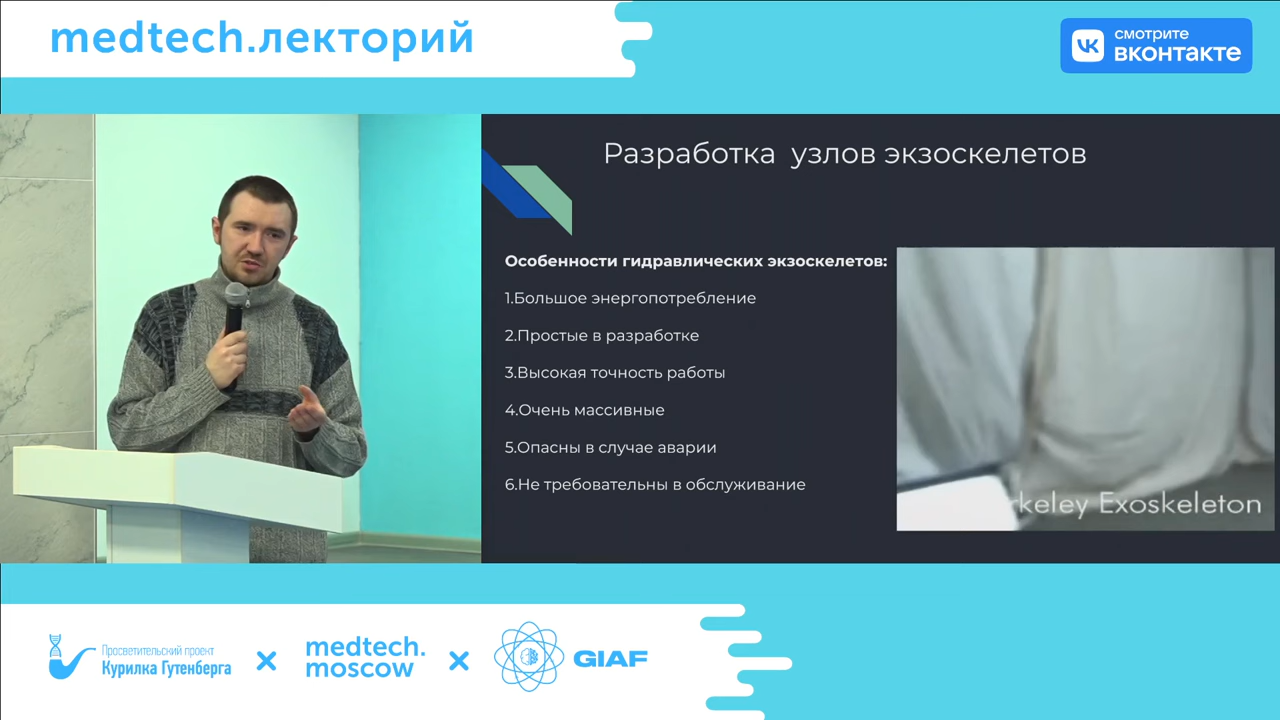 medtech.лекторий
смотрите
вконтакте
Разработка узлов экзоскелетов
Особенности гидравлических экзоскелетов:
1.Большое энергопотребление
2.Простые в разработке
3.Высокая точность работы
4.Очень массивные
5.Опасны в случае аварии
6.Не требовательны в обслуживание
Exoskeleton
Просветительский проект
Курилка Гутенберга
medtech.
moscow
GIAF